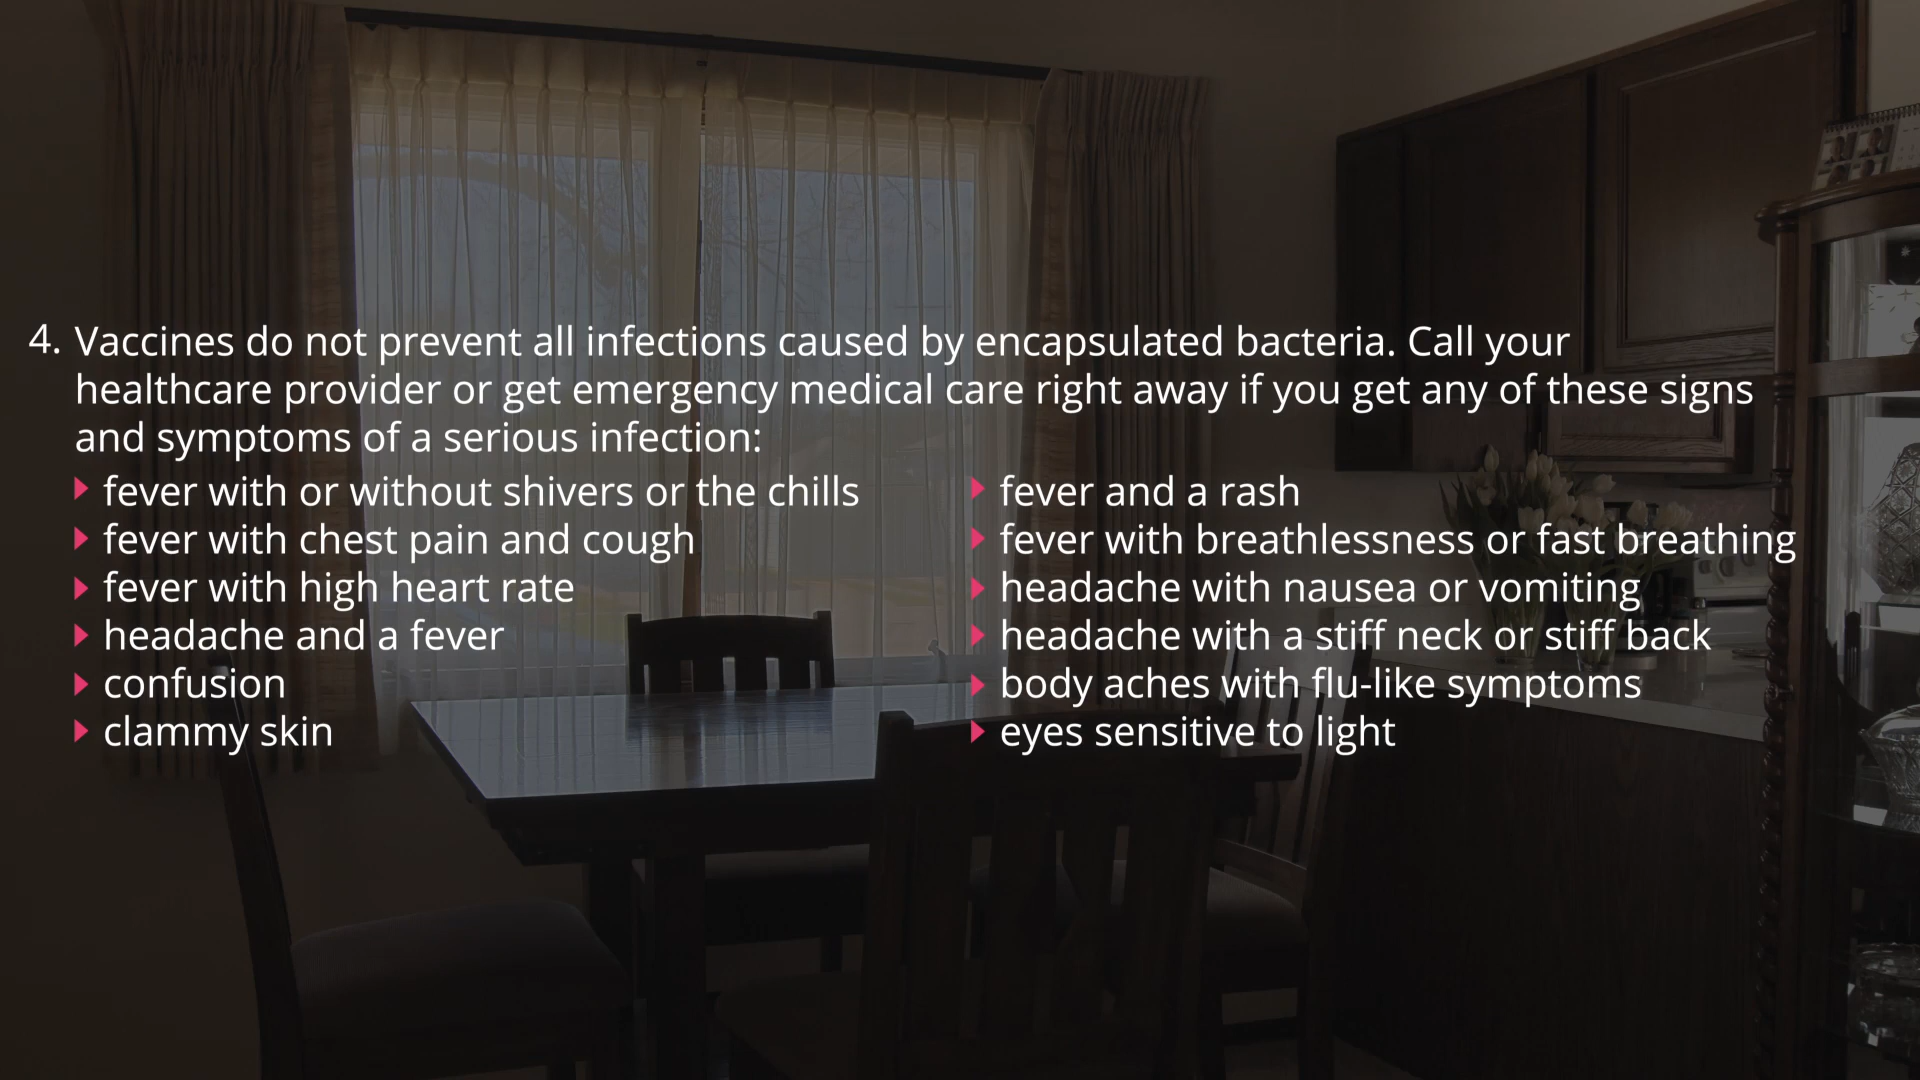 4. Vaccines do not prevent all infections caused by encapsulated bacteria. Call your
healthcare provider or get emergency medical care right away if you get any of these signs
and symptoms of a serious infection:
fever with or without shivers or the chills
fever with chest pain and cough
fever with high heart rate
headache and a fever
confusion
clammy skin
fever and a rash
fever with breathlessness or fast breathing
headache with nausea or vomiting
headache with a stiff neck or stiff back
body aches with flu-like symptoms
eyes sensitive to light